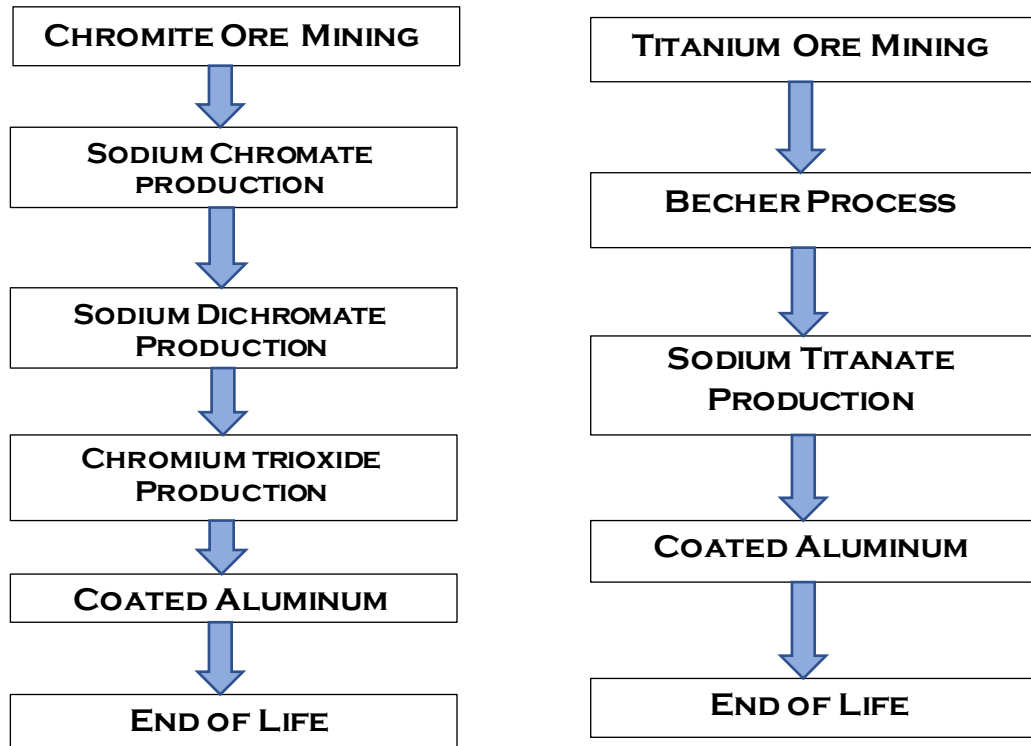 Chromite Ore Mining
Sodium Chromate
production
Sodium Dichromate
Production
Chromium trioxide
Production
Coated Aluminum
End of Life
Titanium Ore Mining
Becher Process
Sodium Titanate
Production
Coated Aluminum
End of Life